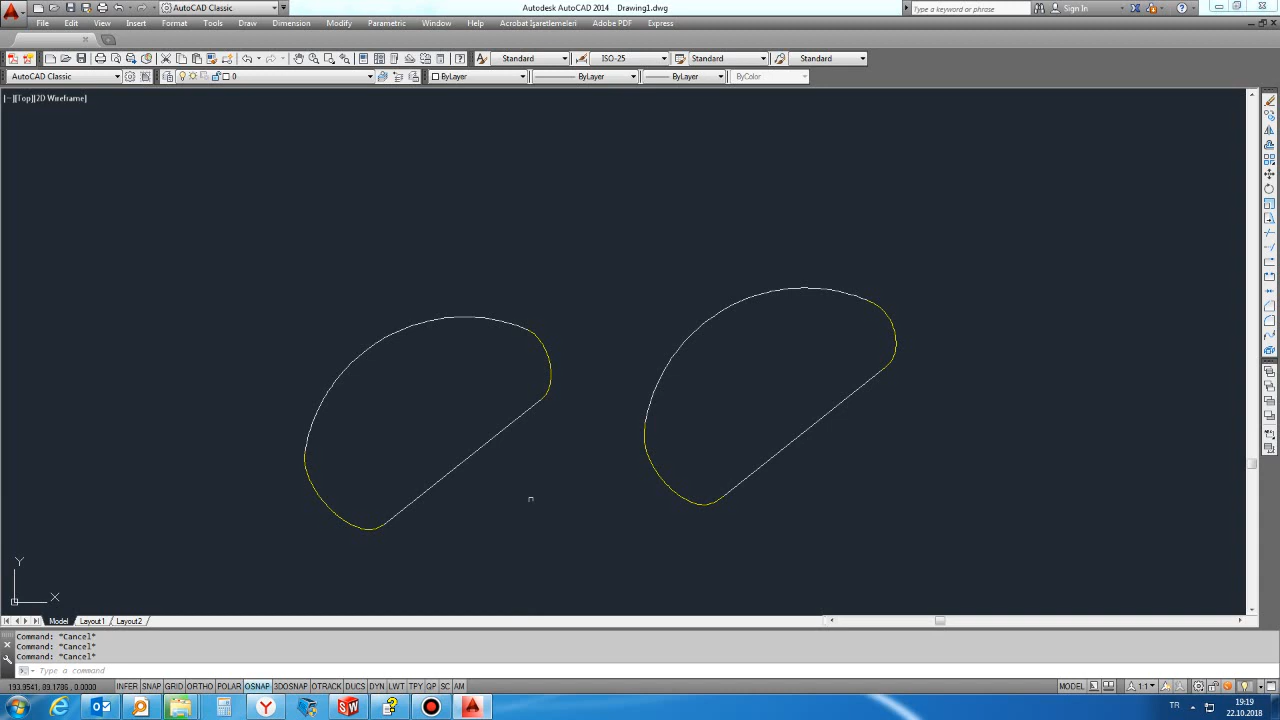 AutoCAD Classic
Autodesk AutoCAD 2014 Drawing1.dwg
Type a keyword or phrase
Sign In
File Edit View Insert Format Tools Draw Dimension Modify Parametric Window Help Acrobat İşaretlemeleri Adobe PDF Express
Standard ISO-25 Standard Standard
AutoCAD Classic 0 ByLayer ByLayer ByLayer ByColor
[−][Top][2D Wireframe]
Y
X
Model Layout1 Layout2
Command: *Cancel*
Command: *Cancel*
Command: *Cancel*
Type a command
193.9541, 89.1786, 0.0000 INFER SNAP GRID ORTHO POLAR OSNAP 3DOSNAP OTRACK DUCS DYN LWT TPY QP SC AM MODEL 1:1
TR 19:19
22.10.2018